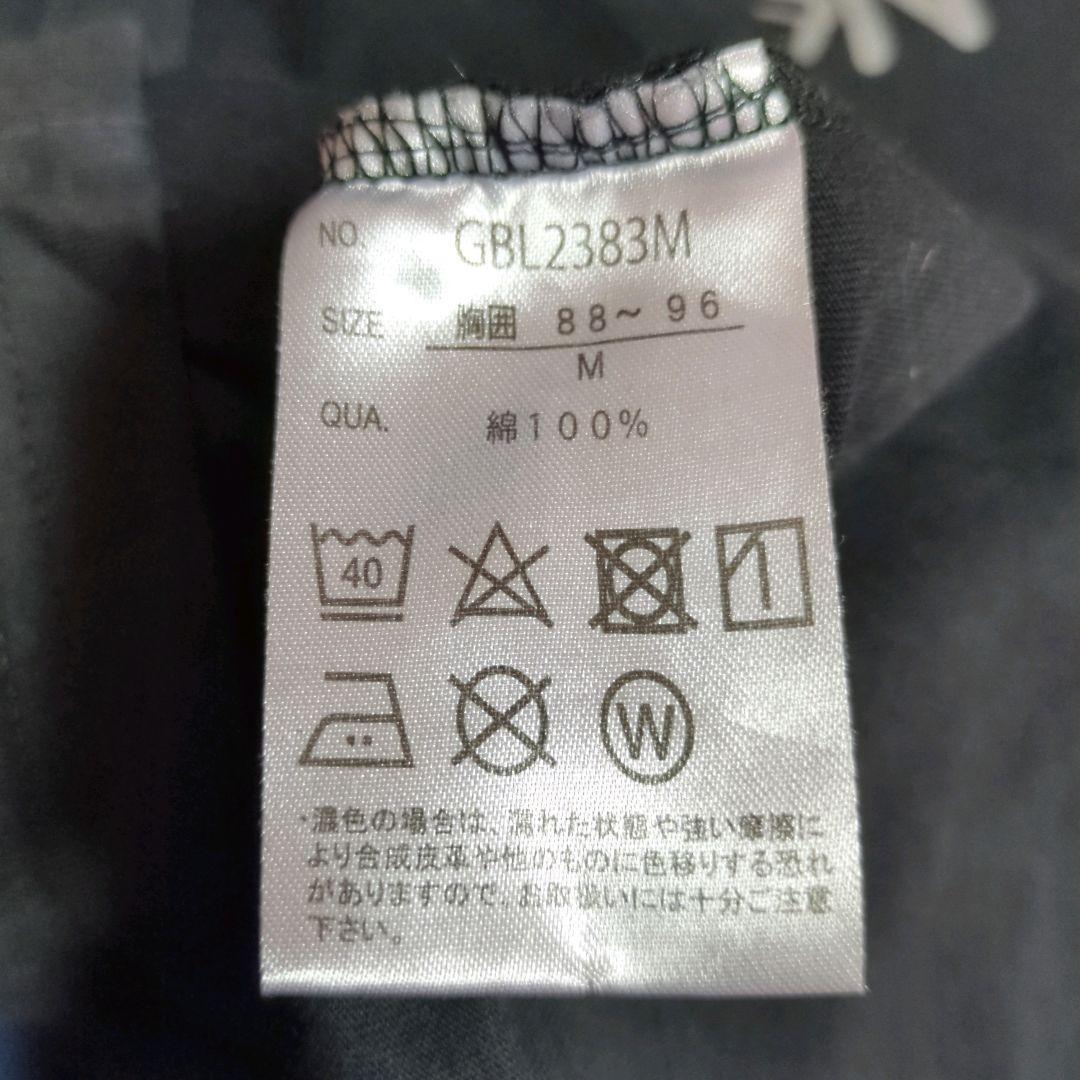 NO. GBL2383M
SIZE 胸囲 88~96
M
QUA. 綿100%
40
W
・濃色の場合は、濡れた状態や強い摩擦に
より合成皮革や他のものに色移りする恐れ
がありますので、お取扱いには十分ご注意
下さい。